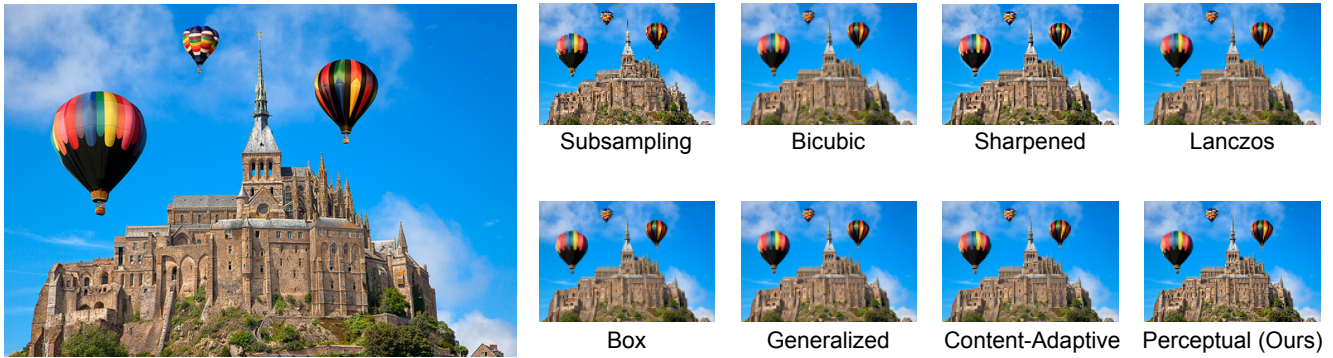 Subsampling
Bicubic
Sharpened
Lanczos
Box
Generalized
Content-Adaptive
Perceptual (Ours)